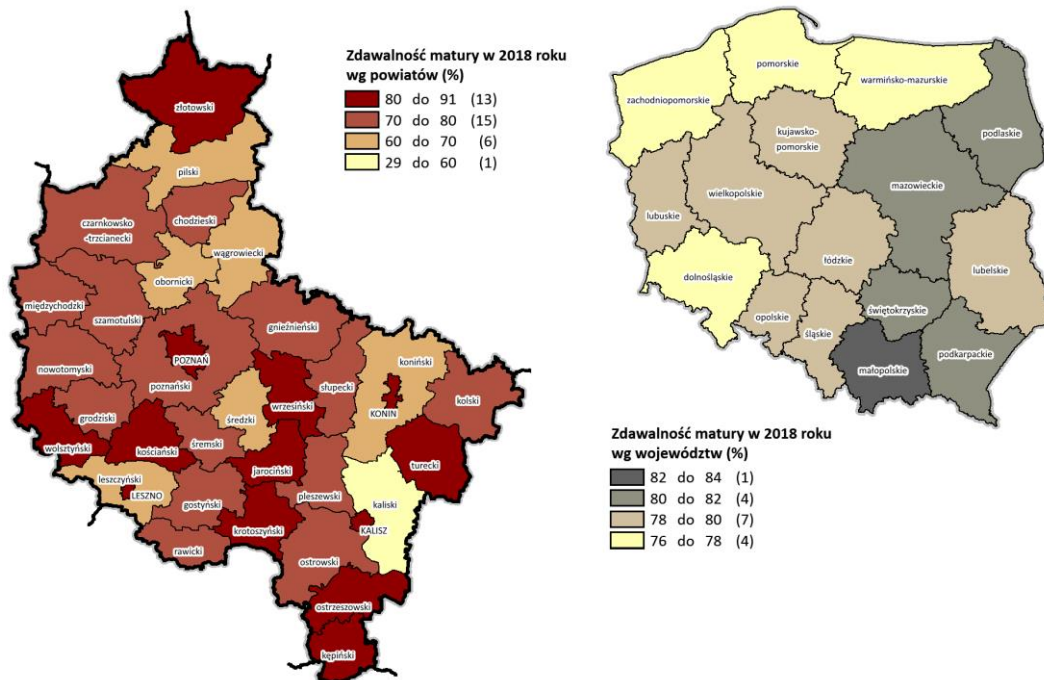 Zdawalność matury w 2018 roku
wg powiatów (%)
80 do 91 (13)
70 do 80 (15)
60 do 70 (6)
29 do 60 (1)
złotowski
pilski
czarnkowsko
-trzcianecki
chodzieski
wągrowiecki
obornicki
międzychodzki
szamotulski
gnieźnieński
POZNAŃ
nowotomyski
poznański
słupecki
koniński
KONIN
kolski
wrzesiński
średzki
grodziski
wolsztyński
kościański
śremski
jarociński
turecki
leszczyński
LESZNO
gostyński
pleszewski
kaliski
KALISZ
krotoszyński
rawicki
ostrowski
ostrzeszowski
kępiński
pomorskie
warmińsko-mazurskie
zachodniopomorskie
podlaskie
kujawsko-
pomorskie
mazowieckie
wielkopolskie
lubuskie
łódzkie
lubelskie
dolnośląskie
świętokrzyskie
opolskie
śląskie
podkarpackie
małopolskie
Zdawalność matury w 2018 roku
wg województw (%)
82 do 84 (1)
80 do 82 (4)
78 do 80 (7)
76 do 78 (4)